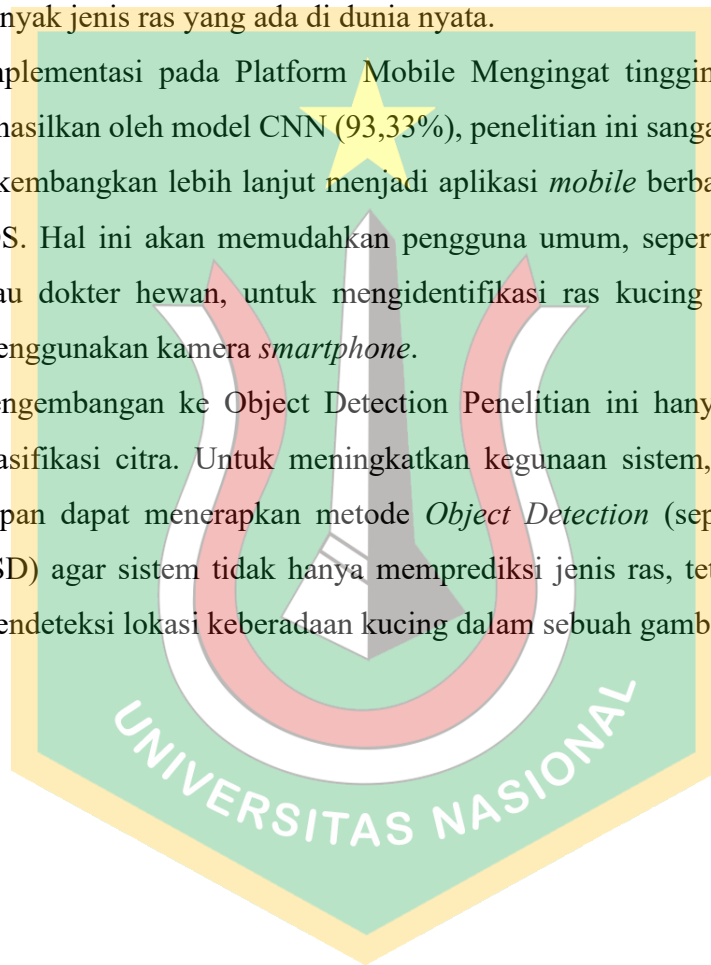 nyak jenis ras yang ada di dunia nyata.
nplementasi pada Platform Mobile Mengingat tinggin
hasilkan oleh model CNN (93,33%), penelitian ini sanga
kembangkan lebih lanjut menjadi aplikasi mobile berba
OS. Hal ini akan memudahkan pengguna umum, sepert
au dokter hewan, untuk mengidentifikasi ras kucing
enggunakan kamera smartphone.
engembangan ke Object Detection Penelitian ini hany
asifikasi citra. Untuk meningkatkan kegunaan sistem,
pan dapat menerapkan metode Object Detection (sep
SD) agar sistem tidak hanya memprediksi jenis ras, tet
endeteksi lokasi keberadaan kucing dalam sebuah gamb
UNIVERSITAS NASIONAL